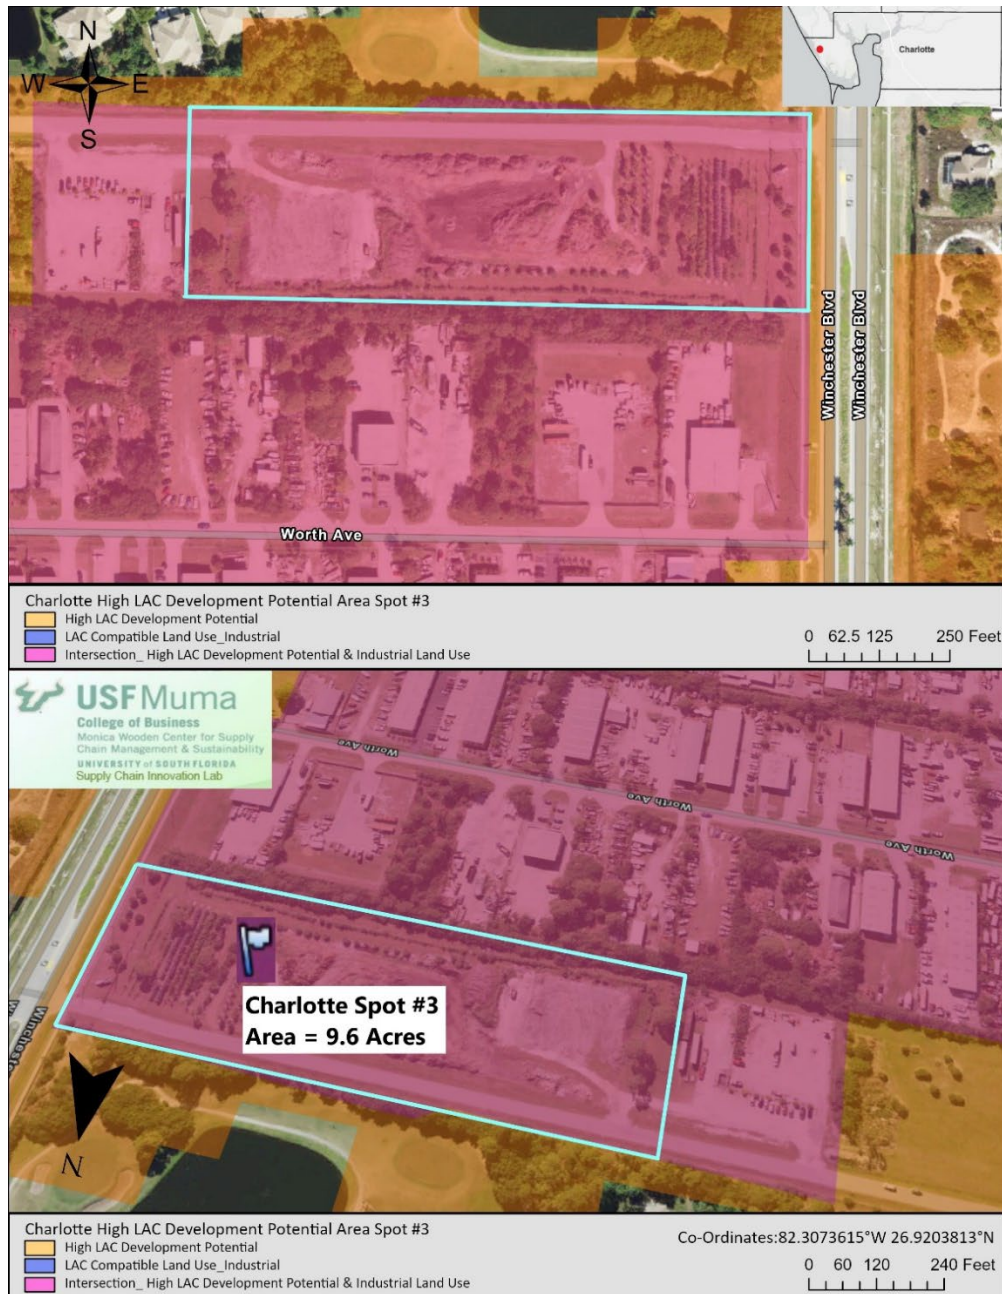 N
W
E
S
Charlotte
Winchester Blvd
Winchester Blvd
Worth Ave
Charlotte High LAC Development Potential Area Spot #3
High LAC Development Potential
LAC Compatible Land Use_Industrial
Intersection_ High LAC Development Potential & Industrial Land Use
0 62.5 125 250 Feet
USF Muma
College of Business
Monica Wooden Center for Supply
Chain Management & Sustainability
UNIVERSITY of SOUTH FLORIDA
Supply Chain Innovation Lab
Worth Ave
Worth Ave
Worth Ave
Charlotte Spot #3
Area = 9.6 Acres
Wincheste
N
Charlotte High LAC Development Potential Area Spot #3
High LAC Development Potential
LAC Compatible Land Use_Industrial
Intersection_ High LAC Development Potential & Industrial Land Use
Co-Ordinates:82.3073615°W 26.9203813°N
0 60 120 240 Feet